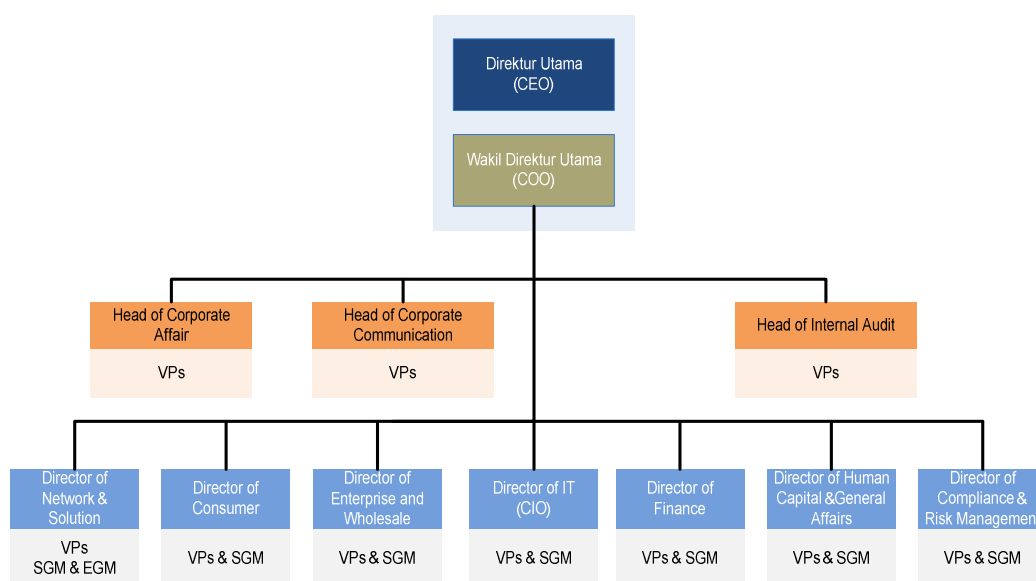 Direktur Utama
(CEO)
Wakil Direktur Utama
(COO)
Head of Corporate
Affair
VPs
Head of Corporate
Communication
VPs
Head of Internal Audit
VPs
Director of
Network &
Solution
VPs
SGM & EGM
Director of
Consumer
VPs & SGM
Director of
Enterprise and
Wholesale
VPs & SGM
Director of IT
(CIO)
VPs & SGM
Director of
Finance
VPs & SGM
Director of Human
Capital &General
Affairs
VPs & SGM
Director of
Compliance &
Risk Management
VPs & SGM